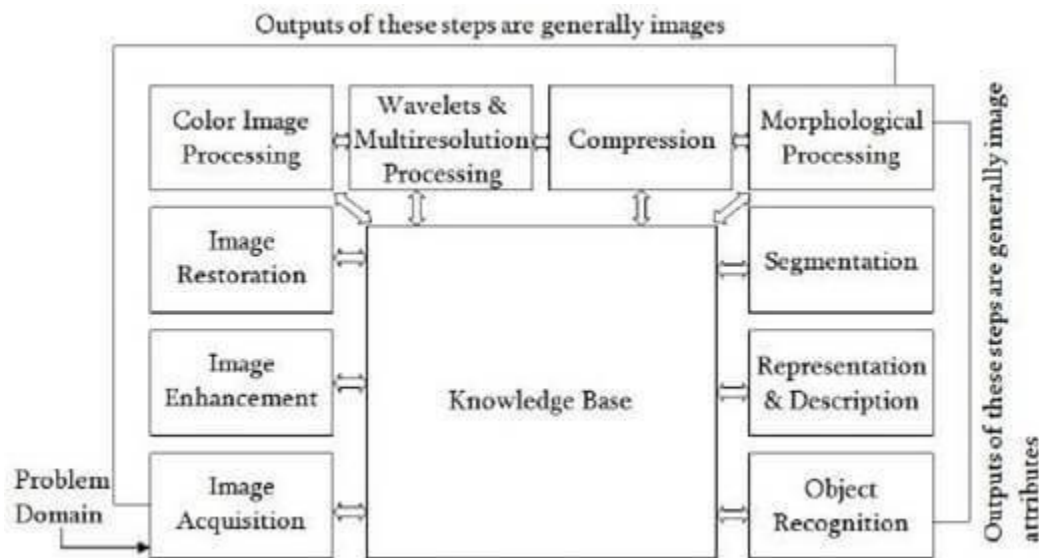 Outputs of these steps are generally images
Color Image
Processing
Wavelets &
Multiresolution
Processing
Compression
Morphological
Processing
Image
Restoration
Segmentation
Image
Enhancement
Knowledge Base
Representation
& Description
Problem
Domain
Image
Acquisition
Object
Recognition
Outputs of these steps are generally image
attributes